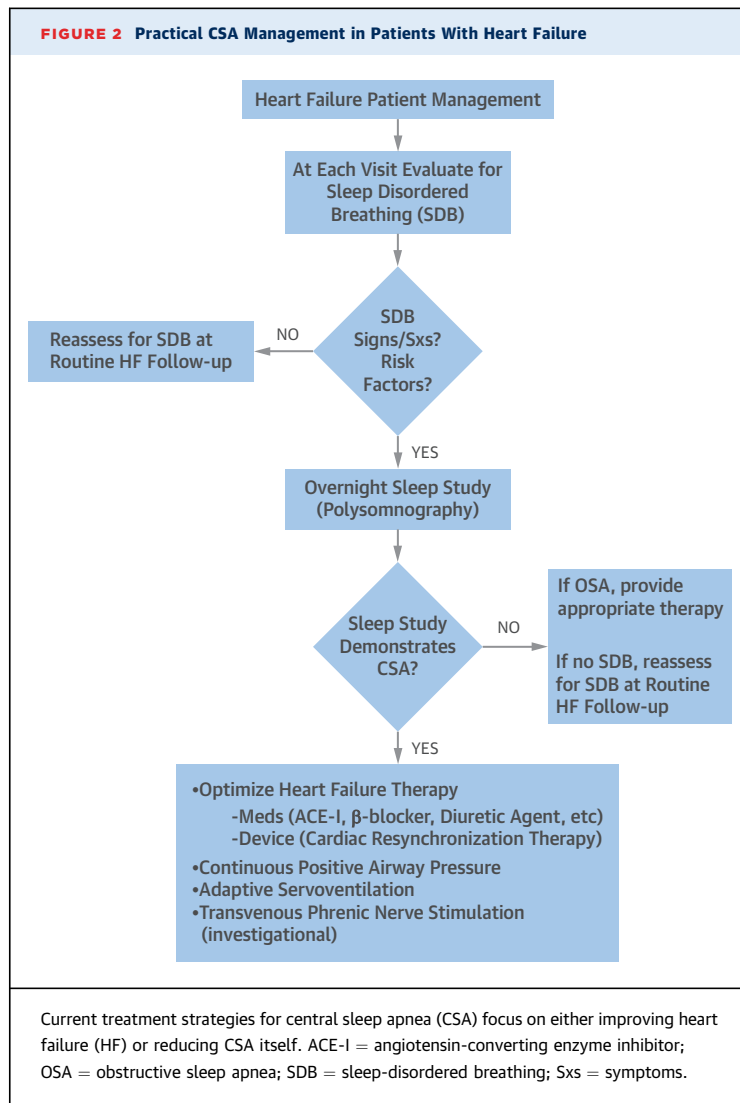 FIGURE 2 Practical CSA Management in Patients With Heart Failure
Heart Failure Patient Management
At Each Visit Evaluate for
Sleep Disordered
Breathing (SDB)
SDB
Signs/Sxs?
Risk
Factors?
NO
Reassess for SDB at
Routine HF Follow-up
YES
Overnight Sleep Study
(Polysomnography)
Sleep Study
Demonstrates
CSA?
NO
If OSA, provide
appropriate therapy
If no SDB, reassess
for SDB at Routine
HF Follow-up
YES
•Optimize Heart Failure Therapy
-Meds (ACE-I, β-blocker, Diuretic Agent, etc)
-Device (Cardiac Resynchronization Therapy)
•Continuous Positive Airway Pressure
•Adaptive Servoventilation
•Transvenous Phrenic Nerve Stimulation
(investigational)
Current treatment strategies for central sleep apnea (CSA) focus on either improving heart
failure (HF) or reducing CSA itself. ACE-I = angiotensin-converting enzyme inhibitor;
OSA = obstructive sleep apnea; SDB = sleep-disordered breathing; Sxs = symptoms.